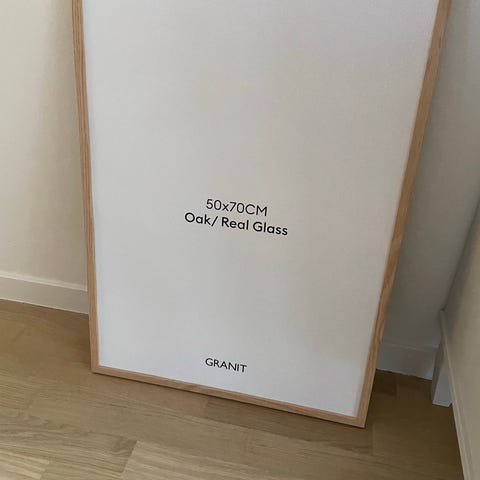 50x70CM
Oak/ Real Glass
GRANIT